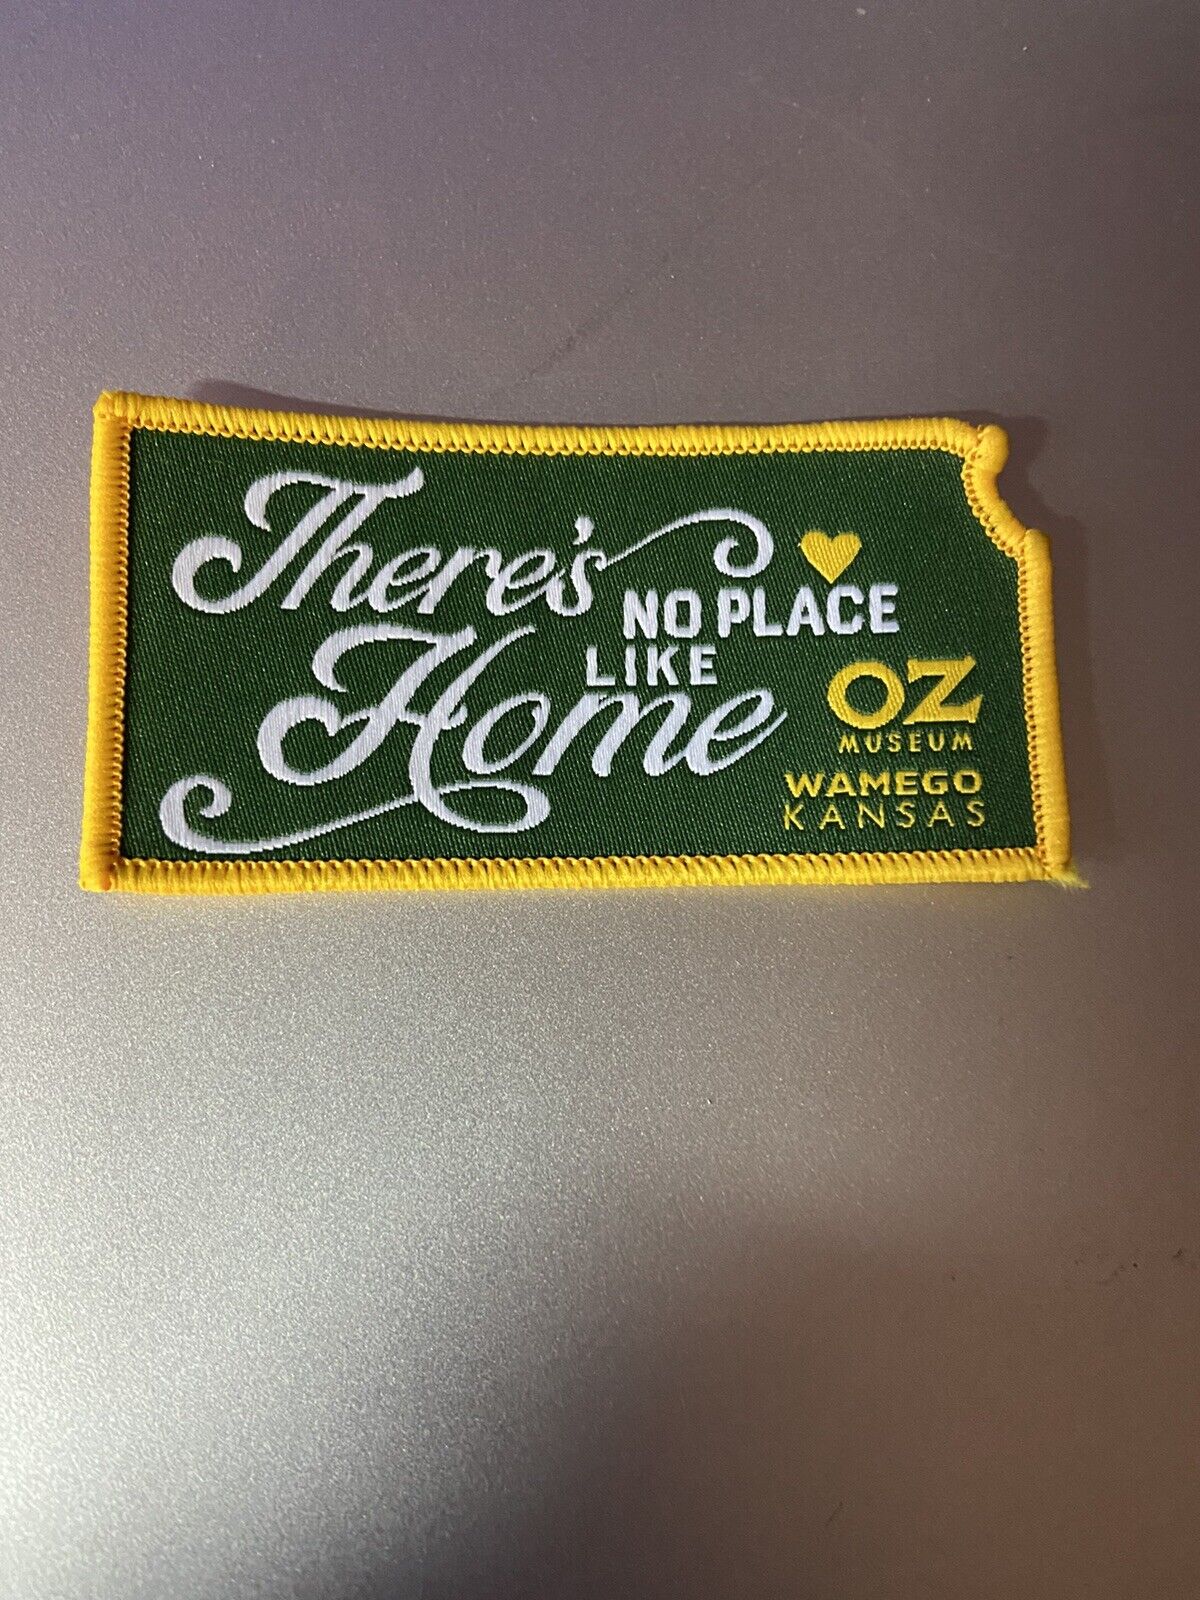 There's
NO PLACE
LIKE
Home
OZ
MUSEUM
WAMEGO
KANSAS